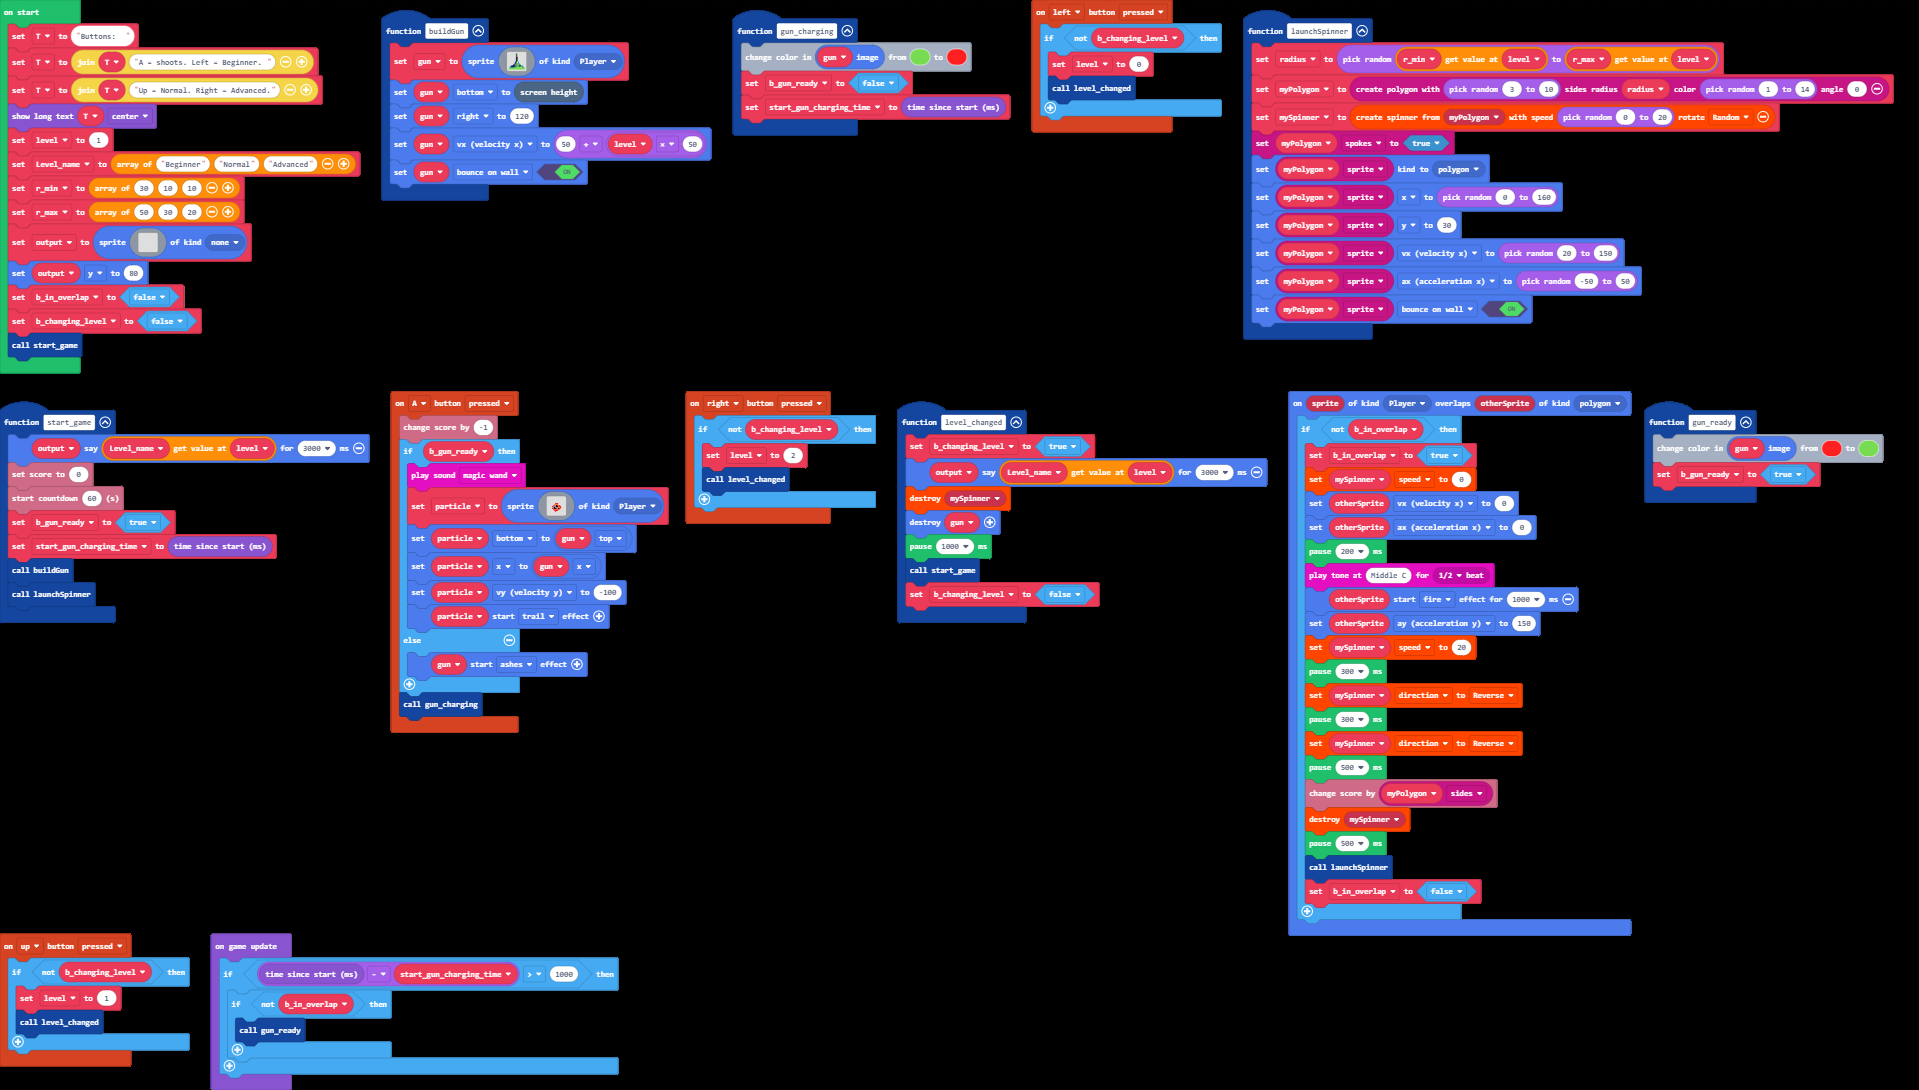 on start
set T to "Buttons: "
set T to join T "A = shoots. Left = Beginner. "
set T to join T "Up = Normal. Right = Advanced."
show long text T center
set level to 1
set Level_name to array of "Beginner" "Normal" "Advanced"
set r_min to array of 30 10 10
set r_max to array of 50 30 20
set output to sprite of kind none
set output y to 80
set b_in_overlap to false
set b_changing_level to false
call start_game
function buildGun
set gun to sprite of kind Player
set gun bottom to screen height
set gun right to 120
set gun vx (velocity x) to 50 + level × 50
set gun bounce on wall ON
function gun_charging
change color in gun image from to
set b_gun_ready to false
set start_gun_charging_time to time since start (ms)
on left button pressed
if not b_changing_level then
set level to 0
call level_changed
function launchSpinner
set radius to pick random r_min get value at level to r_max get value at level
set myPolygon to create polygon with pick random 3 to 10 sides radius radius color pick random 1 to 14 angle 0
set mySpinner to create spinner from myPolygon with speed pick random 0 to 20 rotate Random
set myPolygon spokes to true
set myPolygon sprite kind to polygon
set myPolygon sprite x to pick random 0 to 160
set myPolygon sprite y to 30
set myPolygon sprite vx (velocity x) to pick random 20 to 150
set myPolygon sprite ax (acceleration x) to pick random -50 to 50
set myPolygon sprite bounce on wall ON
function start_game
output say Level_name get value at level for 3000 ms
set score to 0
start countdown 60 (s)
set b_gun_ready to true
set start_gun_charging_time to time since start (ms)
call buildGun
call launchSpinner
on A button pressed
change score by -1
if b_gun_ready then
play sound magic wand
set particle to sprite of kind Player
set particle bottom to gun top
set particle x to gun x
set particle vy (velocity y) to -100
particle start trail effect
else
gun start ashes effect
call gun_charging
on right button pressed
if not b_changing_level then
set level to 2
call level_changed
function level_changed
set b_changing_level to true
output say Level_name get value at level for 3000 ms
destroy mySpinner
destroy gun
pause 1000 ms
call start_game
set b_changing_level to false
on sprite of kind Player overlaps otherSprite of kind polygon
if not b_in_overlap then
set b_in_overlap to true
set mySpinner speed to 0
set otherSprite vx (velocity x) to 0
set otherSprite ax (acceleration x) to 0
pause 200 ms
play tone at Middle C for 1/2 beat
otherSprite start fire effect for 1000 ms
set otherSprite ay (acceleration y) to 150
set mySpinner speed to 20
pause 300 ms
set mySpinner direction to Reverse
pause 300 ms
set mySpinner direction to Reverse
pause 500 ms
change score by myPolygon sides
destroy mySpinner
pause 500 ms
call launchSpinner
set b_in_overlap to false
function gun_ready
change color in gun image from to
set b_gun_ready to true
on up button pressed
if not b_changing_level then
set level to 1
call level_changed
on game update
if time since start (ms) - start_gun_charging_time > 1000 then
if not b_in_overlap then
call gun_ready